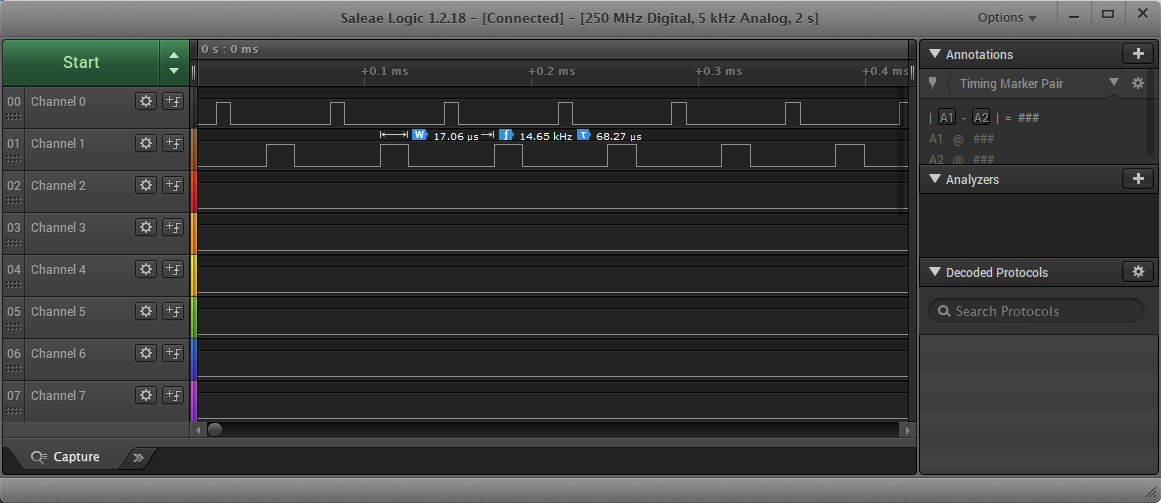 Saleae Logic 1.2.18 - [Connected] - [250 MHz Digital, 5 kHz Analog, 2 s]
Options
Start
0 s : 0 ms
+0.1 ms +0.2 ms +0.3 ms +0.4 ms
00 Channel 0
W 17.06 µs f 14.65 kHz τ 68.27 µs
01 Channel 1
02 Channel 2
03 Channel 3
04 Channel 4
05 Channel 5
06 Channel 6
07 Channel 7
Capture
Annotations
Timing Marker Pair
| A1 - A2 | = ###
A1 @ ###
A2 @ ###
Analyzers
Decoded Protocols
Search Protocols